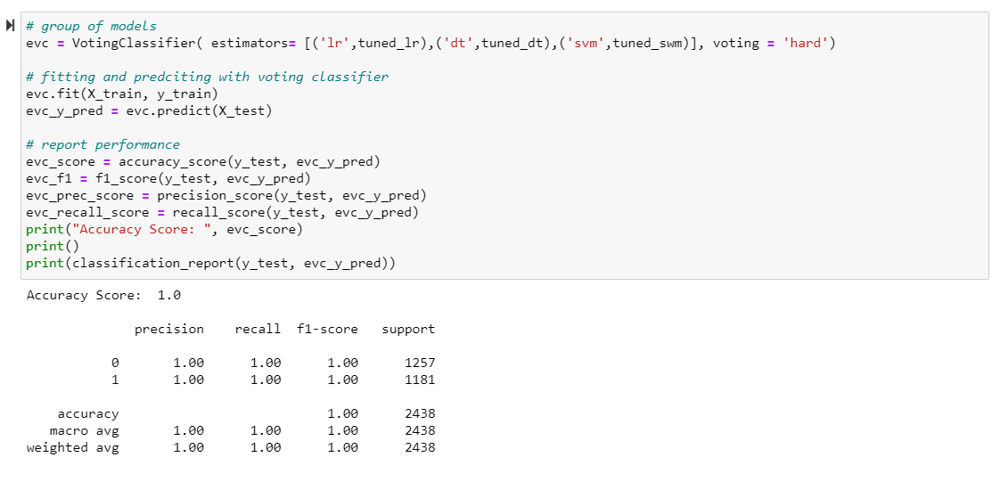 # group of models
evc = VotingClassifier( estimators= [('lr',tuned_lr),('dt',tuned_dt),('svm',tuned_swm)], voting = 'hard')
# fitting and predciting with voting classifier
evc.fit(X_train, y_train)
evc_y_pred = evc.predict(X_test)
# report performance
evc_score = accuracy_score(y_test, evc_y_pred)
evc_f1 = f1_score(y_test, evc_y_pred)
evc_prec_score = precision_score(y_test, evc_y_pred)
evc_recall_score = recall_score(y_test, evc_y_pred)
print("Accuracy Score: ", evc_score)
print()
print(classification_report(y_test, evc_y_pred))
Accuracy Score:  1.0
precision    recall  f1-score   support
0       1.00      1.00      1.00      1257
1       1.00      1.00      1.00      1181
accuracy                           1.00      2438
macro avg       1.00      1.00      1.00      2438
weighted avg       1.00      1.00      1.00      2438